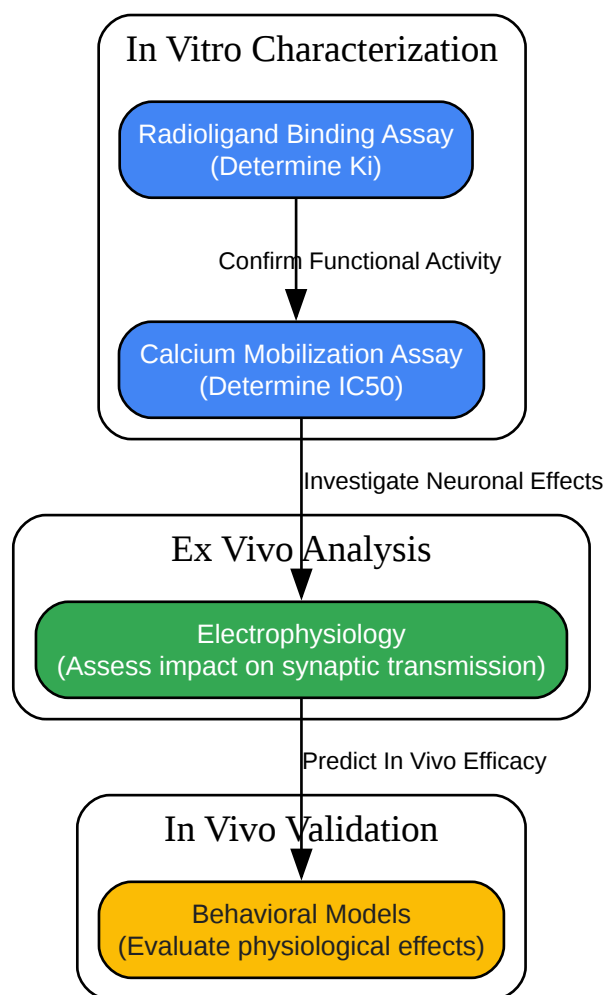 In Vitro Characterization
Radioligand Binding Assay
(Determine Ki)
Confirm Functional Activity
Calcium Mobilization Assay
(Determine IC50)
Investigate Neuronal Effects
Ex Vivo Analysis
Electrophysiology
(Assess impact on synaptic transmission)
Predict In Vivo Efficacy
In Vivo Validation
Behavioral Models
(Evaluate physiological effects)